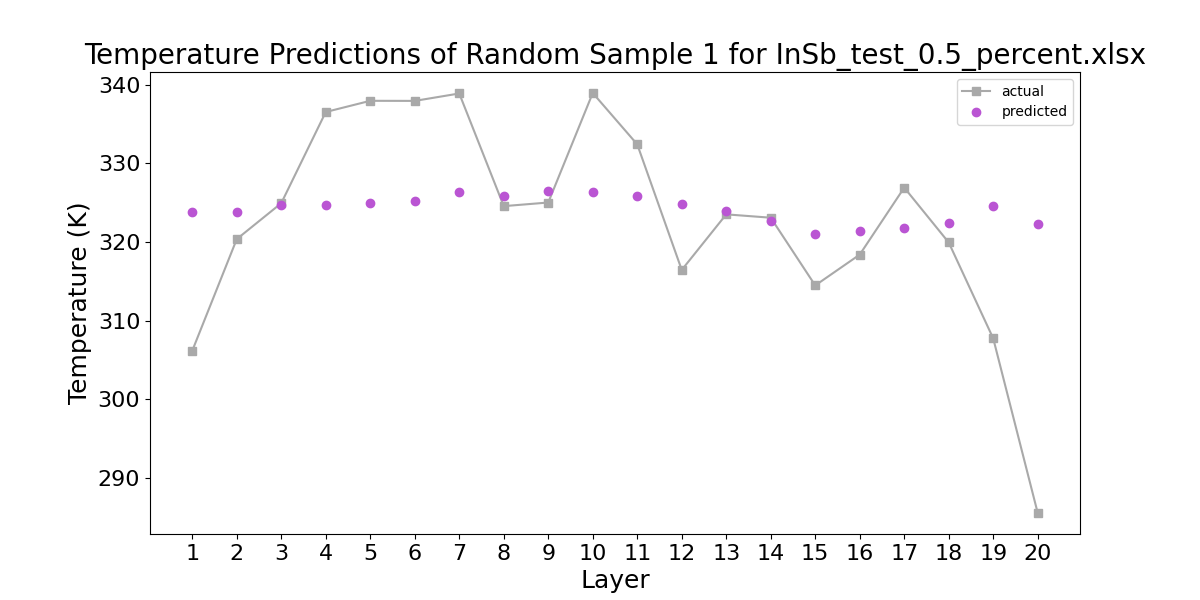 Temperature Predictions of Random Sample 1 for InSb_test_0.5_percent.xlsx
actual
predicted
Temperature (K)
340
330
320
310
300
290
1 2 3 4 5 6 7 8 9 10 11 12 13 14 15 16 17 18 19 20
Layer